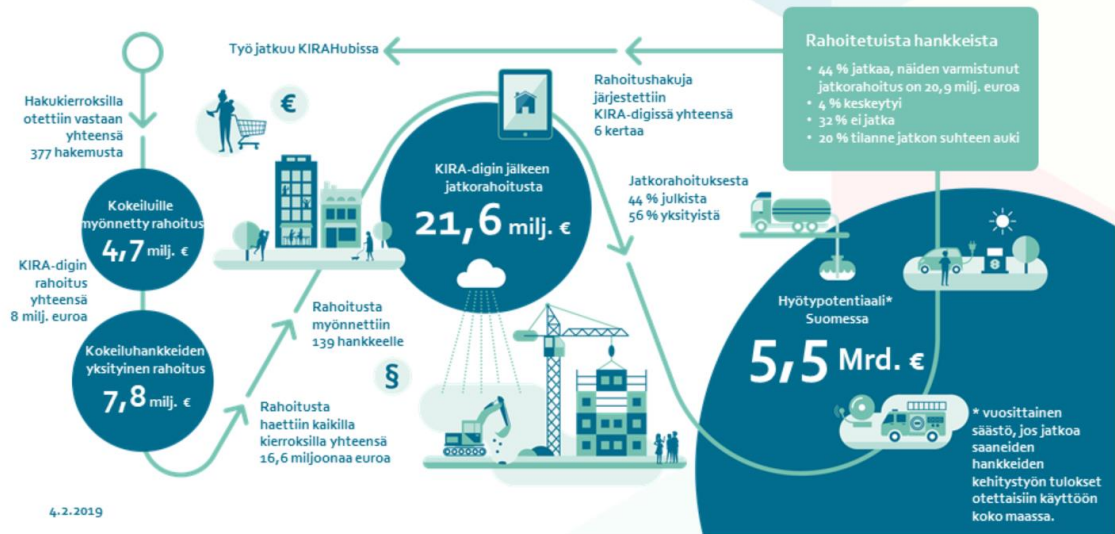 Hakukierroksilla
otettiin vastaan
yhteensä
377 hakemusta
Kokeiluille
myönnetty rahoitus
4,7 milj. €
KIRA-digin
rahoitus
yhteensä
8 milj. euroa
Kokeiluhankkeiden
yksityinen rahoitus
7,8 milj. €
Rahoitusta
haettiin kaikilla
kierroksilla yhteensä
16,6 miljoonaa euroa
Rahoitusta
myönnettiin
139 hankkeelle
§
€
Työ jatkuu KIRAHubissa
KIRA-digin jälkeen
jatkorahoitusta
21,6 milj. €
Rahoitushakuja
järjestettiin
KIRA-digissä yhteensä
6 kertaa
Jatkorahoituksesta
44 % julkista
56 % yksityistä
Rahoitetuista hankkeista
• 44 % jatkaa, näiden varmistunut
jatkorahoitus on 20,9 milj. euroa
• 4 % keskeytyi
• 32 % ei jatka
• 20 % tilanne jatkon suhteen auki
Hyötypotentiaali*
Suomessa
5,5 Mrd. €
* vuosittainen
säästö, jos jatkoa
saaneiden
hankkeiden
kehitystyön tulokset
otettaisiin käyttöön
koko maassa.
4.2.2019